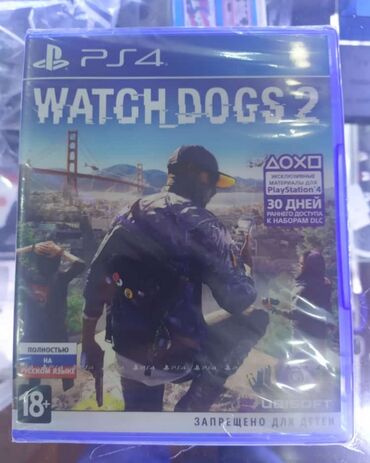 PS4
WATCH_DOGS 2
ЭКСКЛЮЗИВНЫЕ
МАТЕРИАЛЫ ДЛЯ
PlayStation 4
30 ДНЕЙ
РАННЕГО ДОСТУПА
К НАБОРАМ DLC
ПОЛНОСТЬЮ
НА
РУССКОМ ЯЗЫКЕ
18+
UBISOFT
ЗАПРЕЩЕНО ДЛЯ ДЕТЕЙ